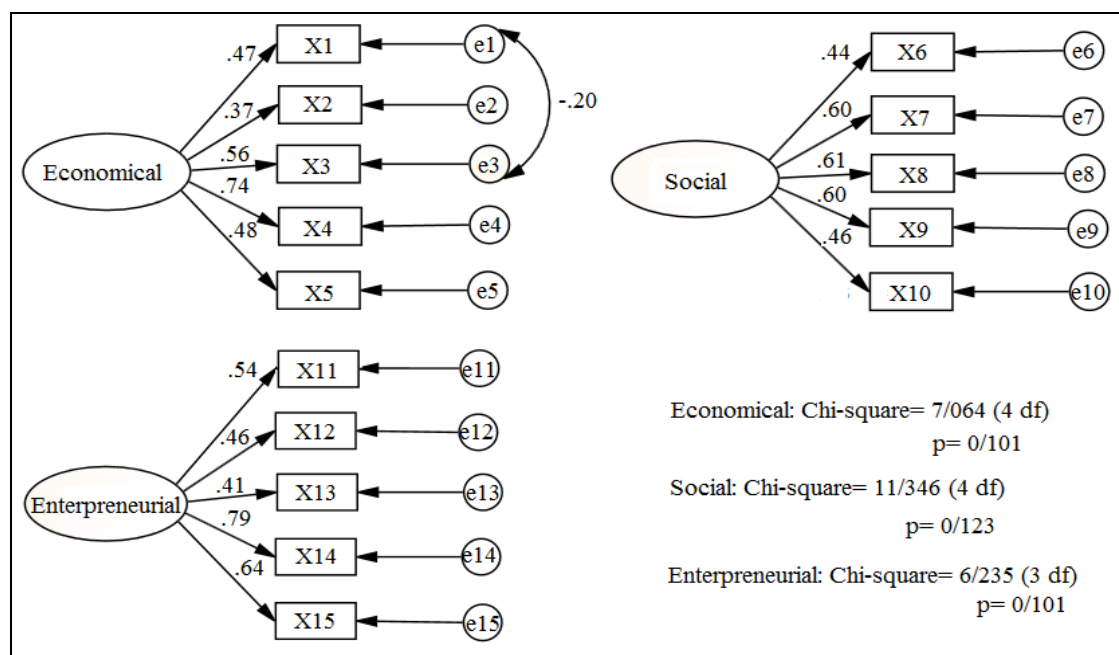 .47
X1
e1
.37
X2
e2
-.20
Economical
.56
X3
e3
.74
X4
e4
.48
X5
e5
.44
X6
e6
.60
X7
e7
Social
.61
X8
e8
.60
X9
e9
.46
X10
e10
.54
X11
e11
.46
X12
e12
Enterpreneurial
.41
X13
e13
.79
X14
e14
.64
X15
e15
Economical: Chi-square= 7/064 (4 df)
p= 0/101
Social: Chi-square= 11/346 (4 df)
p= 0/123
Enterpreneurial: Chi-square= 6/235 (3 df)
p= 0/101